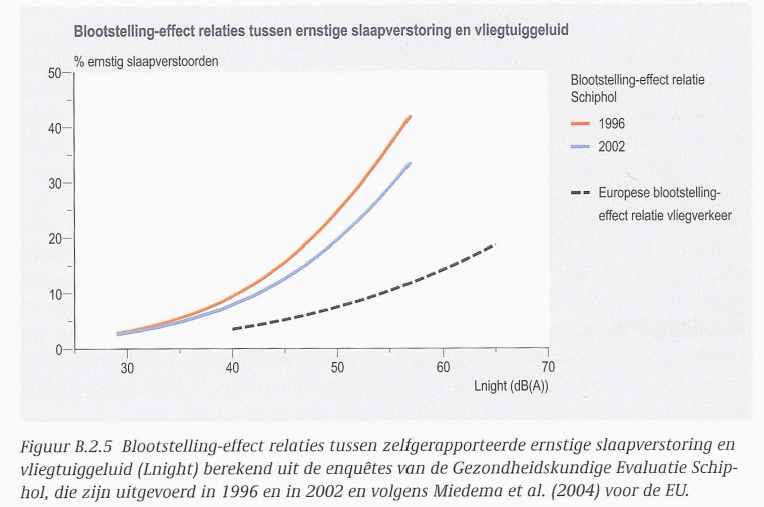 Blootstelling-effect relaties tussen ernstige slaapverstoring en vliegtuiggeluid
% ernstig slaapverstoorden
50
40
30
20
10
0
30
40
50
60
70
Lnight (dB(A))
Blootstelling-effect relatie
Schiphol
1996
2002
Europese blootstelling-
effect relatie vliegverkeer
Figuur B.2.5 Blootstelling-effect relaties tussen zelfgerapporteerde ernstige slaapverstoring en
vliegtuiggeluid (Lnight) berekend uit de enquêtes van de Gezondheidskundige Evaluatie Schip-
hol, die zijn uitgevoerd in 1996 en in 2002 en volgens Miedema et al. (2004) voor de EU.